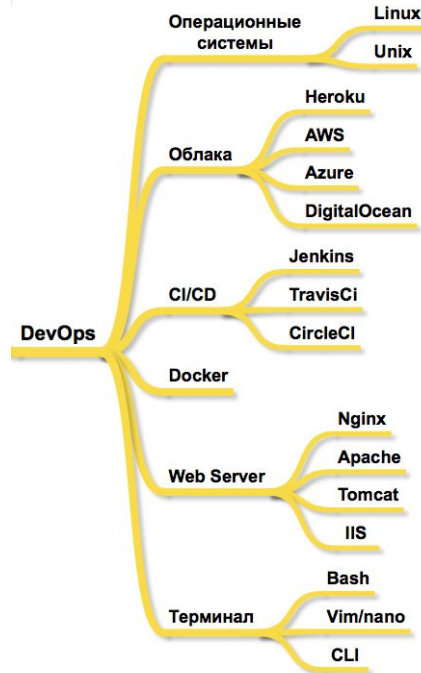 Операционные
системы
Linux
Unix
Облака
Heroku
AWS
Azure
DigitalOcean
DevOps
CI/CD
Jenkins
TravisCi
CircleCI
Docker
Web Server
Nginx
Apache
Tomcat
IIS
Терминал
Bash
Vim/nano
CLI